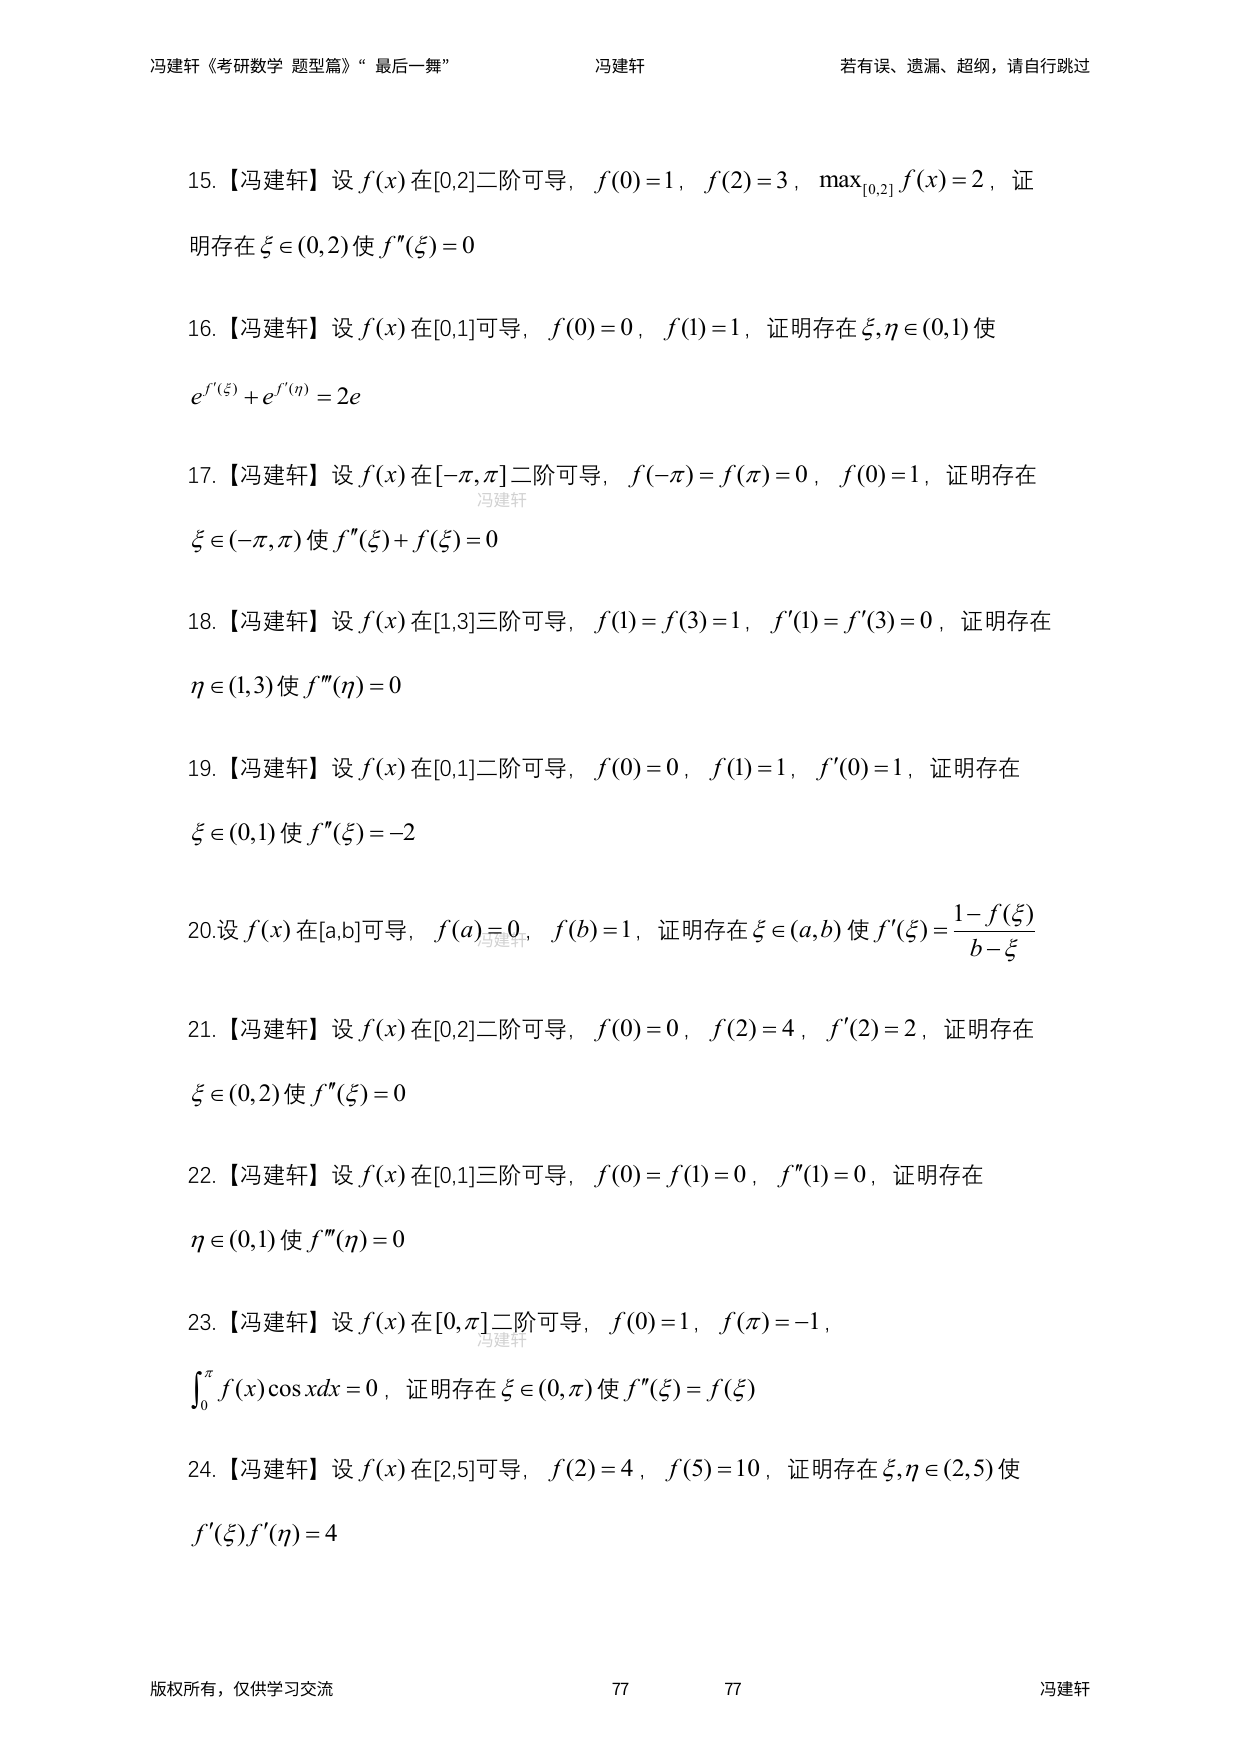 冯建轩《考研数学 题型篇》“ 最后一舞” 冯建轩 若有误、遗漏、超纲，请自行跳过
15.【冯建轩】设 f(x) 在[0,2]二阶可导， f(0)=1， f(2)=3， max_[0,2] f(x)=2，证
明存在 ξ∈(0,2) 使 f″(ξ)=0
16.【冯建轩】设 f(x) 在[0,1]可导， f(0)=0， f(1)=1，证明存在 ξ,η∈(0,1) 使
e^{f′(ξ)}+e^{f′(η)}=2e
17.【冯建轩】设 f(x) 在[−π,π]二阶可导， f(−π)=f(π)=0， f(0)=1，证明存在
冯建轩
ξ∈(−π,π) 使 f″(ξ)+f(ξ)=0
18.【冯建轩】设 f(x) 在[1,3]三阶可导， f(1)=f(3)=1， f′(1)=f′(3)=0，证明存在
η∈(1,3) 使 f‴(η)=0
19.【冯建轩】设 f(x) 在[0,1]二阶可导， f(0)=0， f(1)=1， f′(0)=1，证明存在
ξ∈(0,1) 使 f″(ξ)=−2
20.设 f(x) 在[a,b]可导， f(a)=0， f(b)=1，证明存在 ξ∈(a,b) 使 f′(ξ)=\frac{1−f(ξ)}{b−ξ}
冯建轩
21.【冯建轩】设 f(x) 在[0,2]二阶可导， f(0)=0， f(2)=4， f′(2)=2，证明存在
ξ∈(0,2) 使 f″(ξ)=0
22.【冯建轩】设 f(x) 在[0,1]三阶可导， f(0)=f(1)=0， f″(1)=0，证明存在
η∈(0,1) 使 f‴(η)=0
23.【冯建轩】设 f(x) 在[0,π]二阶可导， f(0)=1， f(π)=−1，
冯建轩
∫_0^π f(x)cos xdx=0，证明存在 ξ∈(0,π) 使 f″(ξ)=f(ξ)
24.【冯建轩】设 f(x) 在[2,5]可导， f(2)=4， f(5)=10，证明存在 ξ,η∈(2,5) 使
f′(ξ)f′(η)=4
版权所有，仅供学习交流 77 77 冯建轩